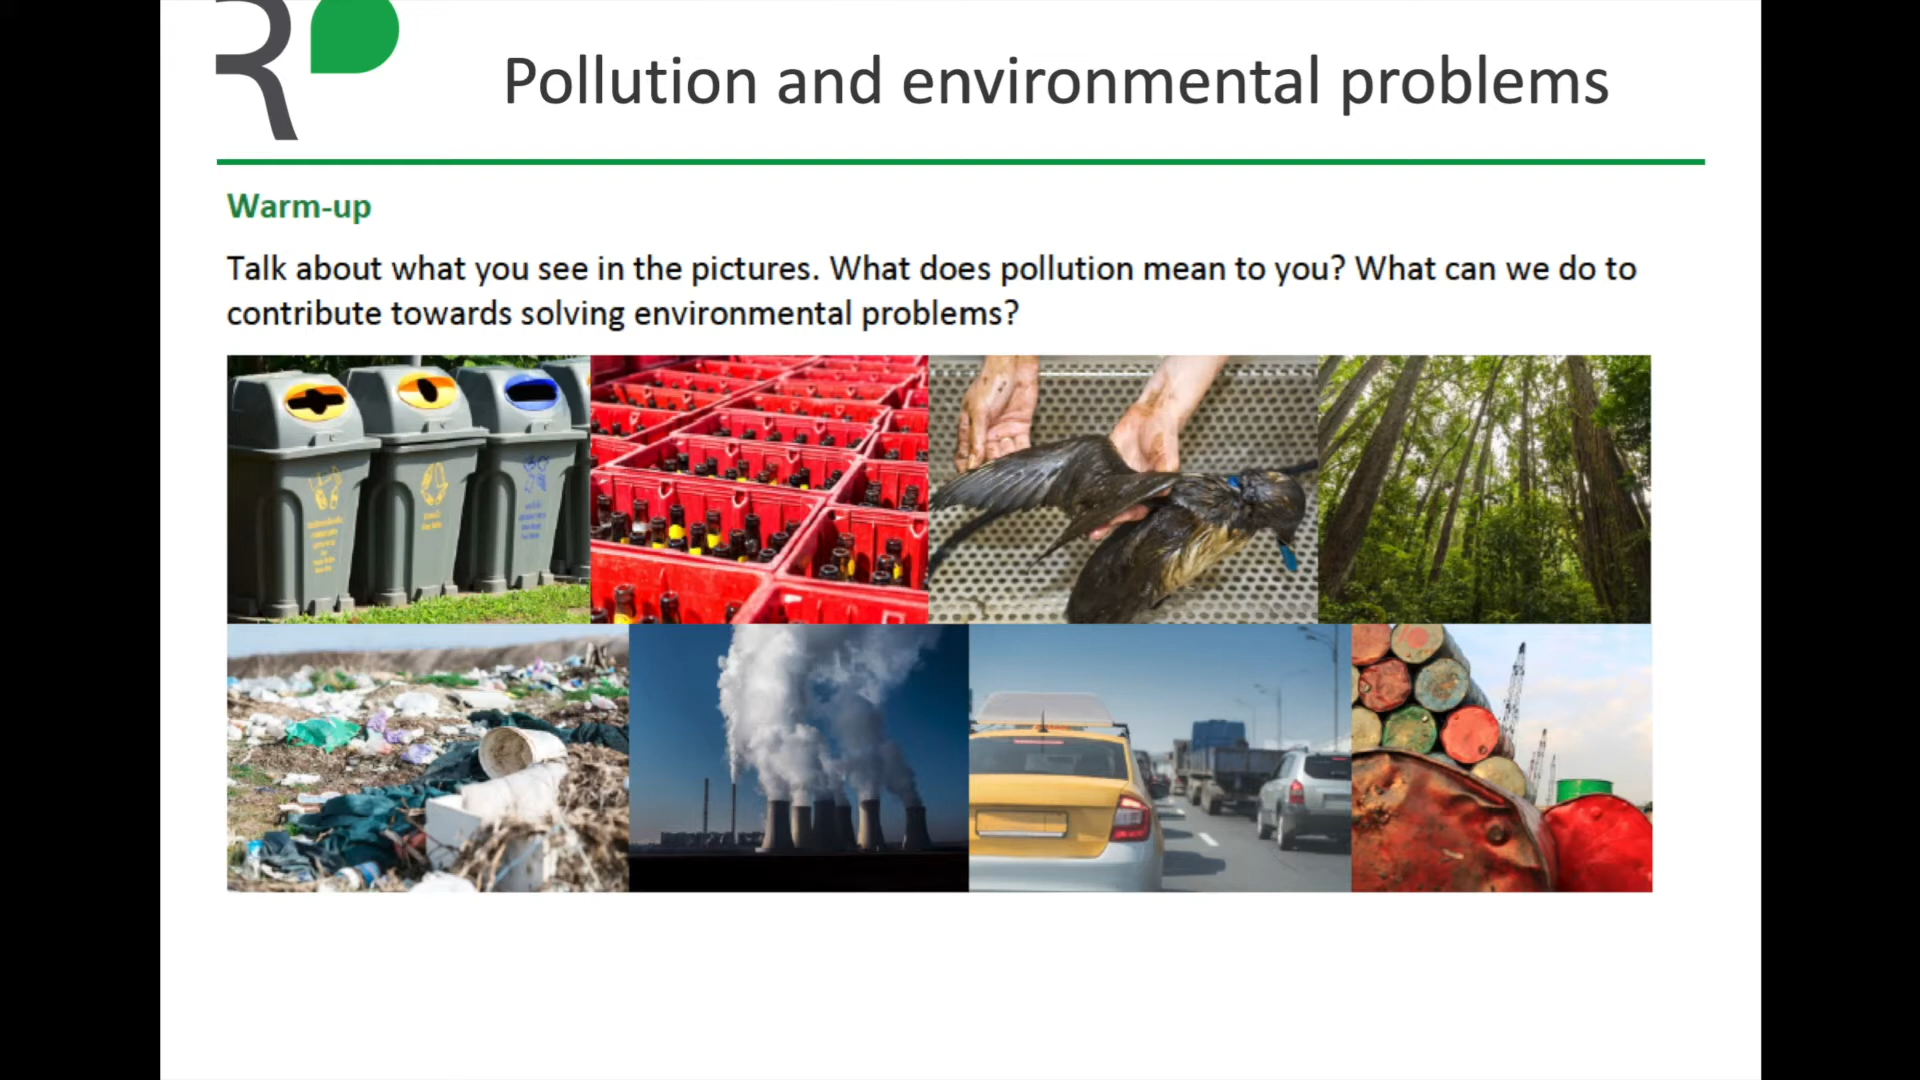 Pollution and environmental problems
Warm-up
Talk about what you see in the pictures. What does pollution mean to you? What can we do to
contribute towards solving environmental problems?